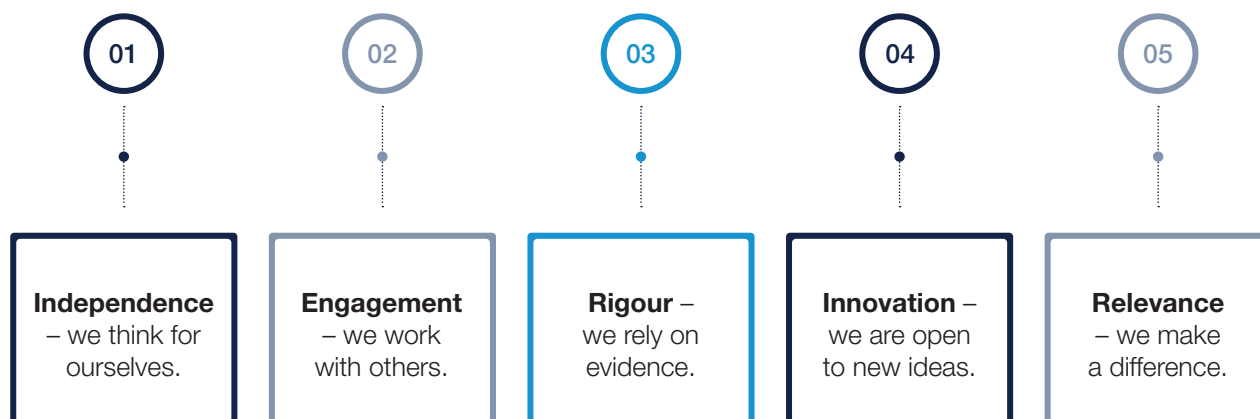 01
02
03
04
05
Independence
– we think for
ourselves.
Engagement
– we work
with others.
Rigour –
we rely on
evidence.
Innovation –
we are open
to new ideas.
Relevance
– we make
a difference.